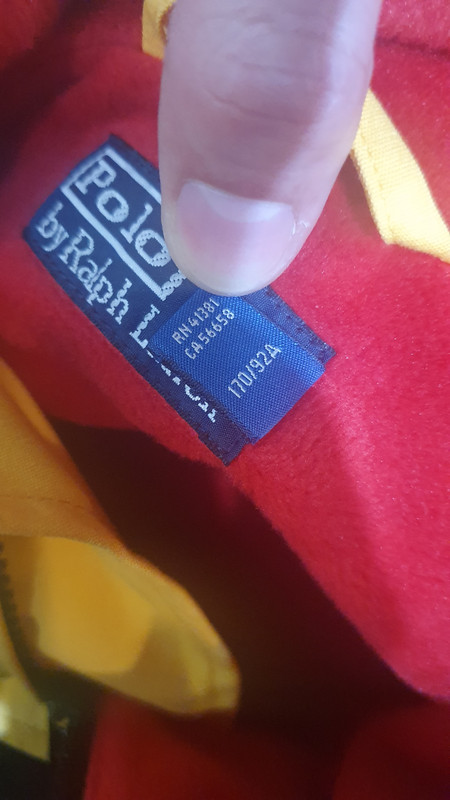 Polo
by Ralph
RN 41381
CA 56658
170/92A